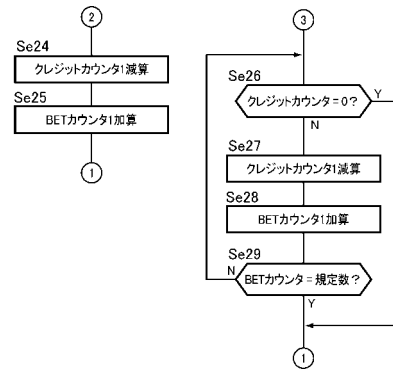 2
Se24
クレジットカウンタ1減算
Se25
BETカウンタ1加算
1
3
Se26
クレジットカウンタ=0?
Y
N
Se27
クレジットカウンタ1減算
Se28
BETカウンタ1加算
Se29
N
BETカウンタ=規定数?
Y
1